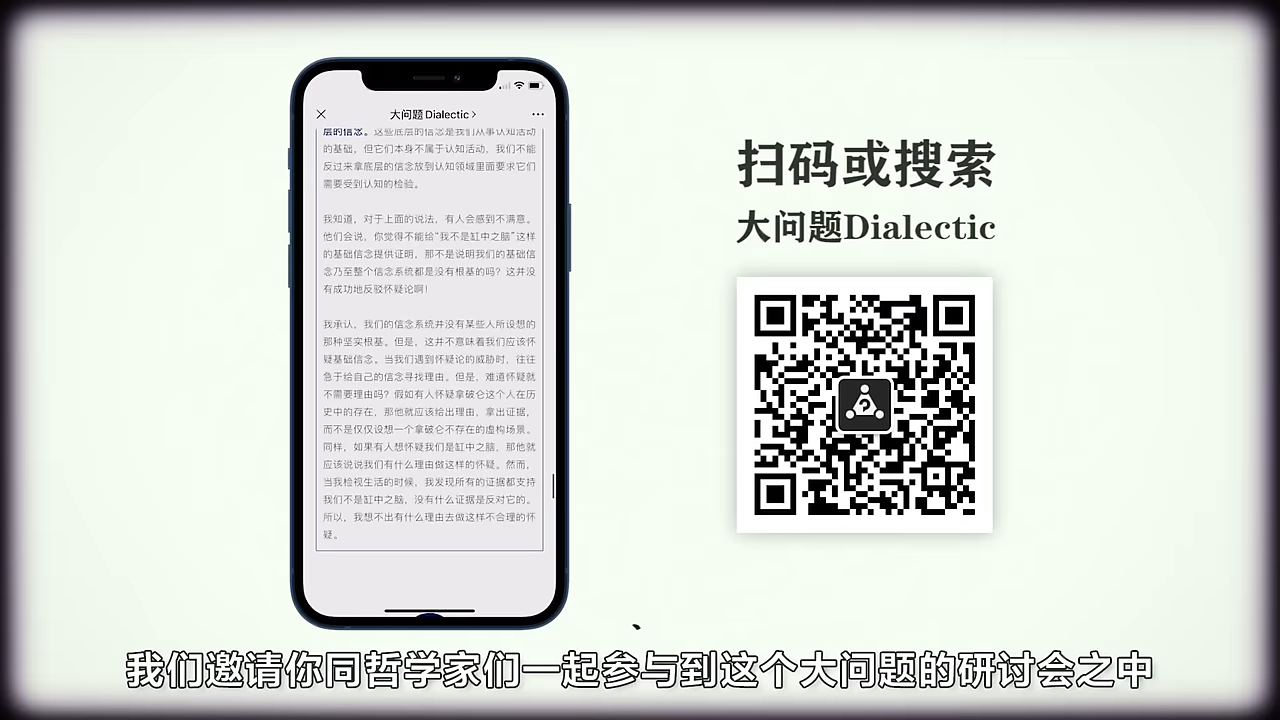 大问题Dialectic
层的信念。这些底层的信念是我们从事认知活动
的基础，但它们本身不属于认知活动，我们不能
反过来拿底层的信念放到认知领域里面要求它们
需要受到认知的检验。
我知道，对于上面的说法，有人会感到不满意。
他们会说，你觉得不能给“我不是缸中之脑”这样
的基础信念提供证明，那不是说明我们的基础信
念乃至整个信念系统都是没有根基的吗？这并没
有成功地反驳怀疑论啊！
我承认，我们的信念系统并没有某些人所设想的
那种坚实根基。但是，这并不意味着我们应该怀
疑基础信念。当我们遇到怀疑论的威胁时，往往
急于给自己的信念寻找理由。但是，难道怀疑就
不需要理由吗？假如有人怀疑拿破仑这个人在历
史中的存在，那他就应该给出理由，拿出证据，
而不是仅仅设想一个拿破仑不存在的虚构场景。
同样，如果有人想怀疑我们是缸中之脑，那他就
应该说说我们有什么理由做这样的怀疑。然而，
当我检视生活的时候，我发现所有的证据都支持
我们不是缸中之脑，没有什么证据是反对它的。
所以，我想不出有什么理由去做这样不合理的怀
疑。
扫码或搜索
大问题Dialectic
我们邀请你同哲学家们一起参与到这个大问题的研讨会之中